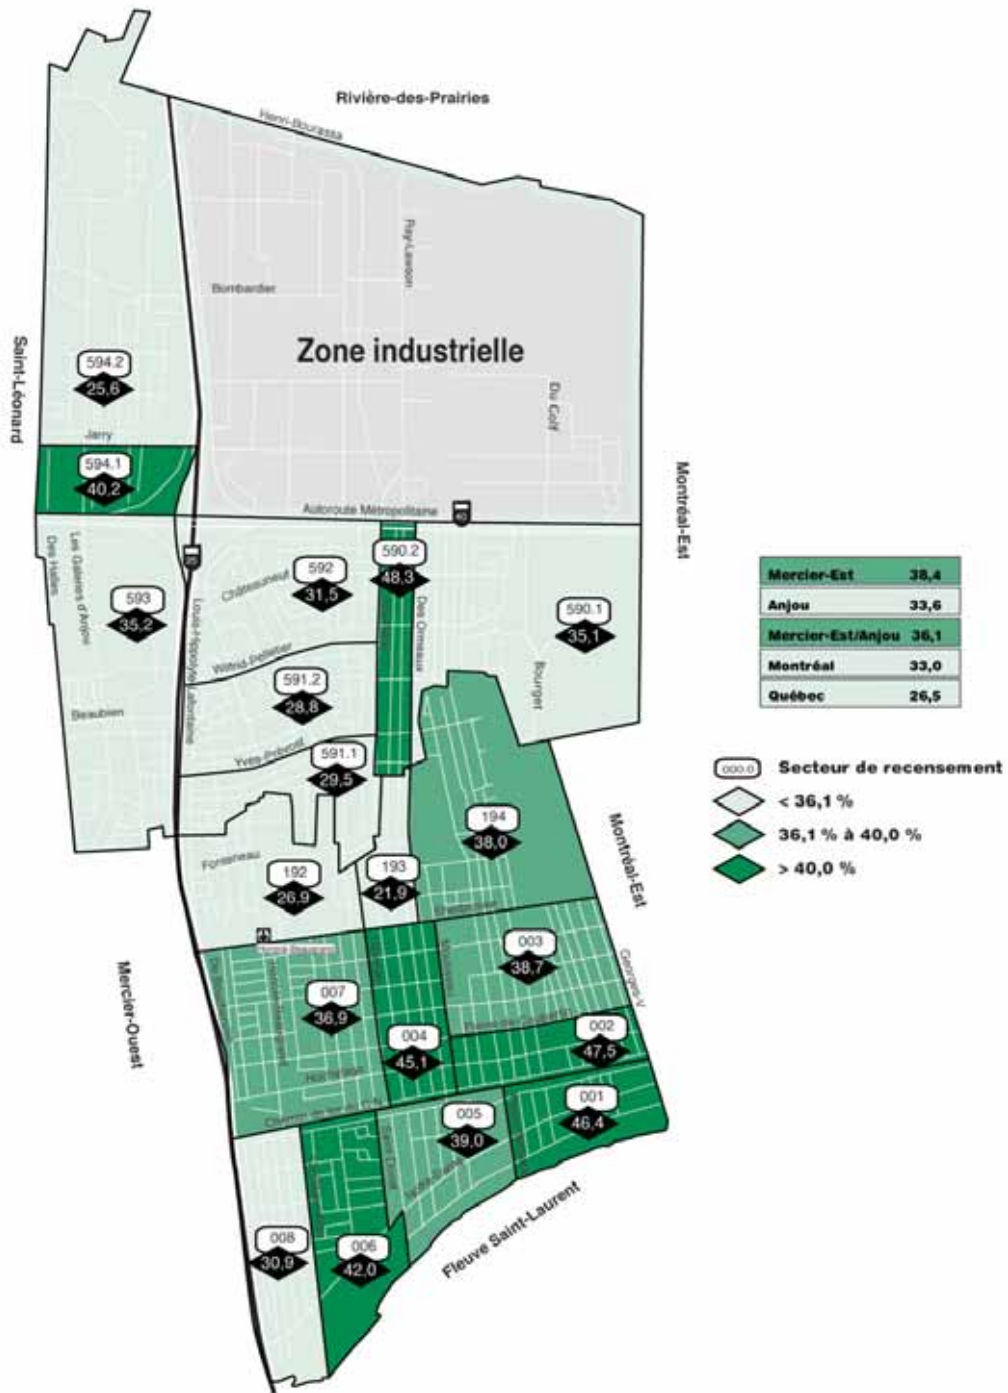 Rivière-des-Prairies
Henri-Bourassa
Ray-Lawson
Bombardier
Zone industrielle
Saint-Léonard
594.2
25,6
Du Golf
Jarry
594.1
40,2
Montréal-Est
Autoroute Métropolitaine
Des Halles
Les Galeries d'Anjou
593
35,2
Châteauneuf
592
31,5
590.2
48,3
Des Ormeaux
590.1
35,1
Louis-Hippolyte-Lafontaine
Wilfrid-Pelletier
591.2
28,8
Bourget
Beaubien
Yves-Prévost
591.1
29,5
Mercier-Est 38,4
Anjou 33,6
Mercier-Est/Anjou 36,1
Montréal 33,0
Québec 26,5
000.0 Secteur de recensement
< 36,1 %
36,1 % à 40,0 %
> 40,0 %
194
38,0
Montréal-Est
Fonteneau
192
26,9
193
21,9
003
38,7
Georges-V
Mercier-Ouest
007
36,9
004
45,1
002
47,5
Hochelaga
001
46,4
005
39,0
008
30,9
006
42,0
Fleuve Saint-Laurent